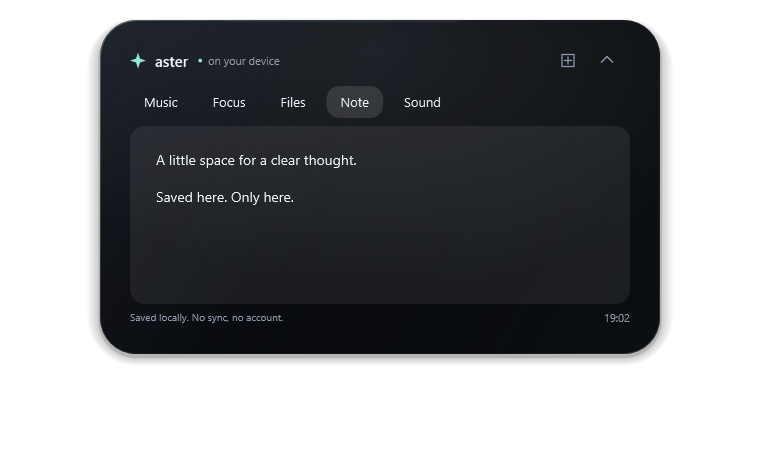 aster • on your device
Music Focus Files Note Sound
A little space for a clear thought.
Saved here. Only here.
Saved locally. No sync, no account. 19:02